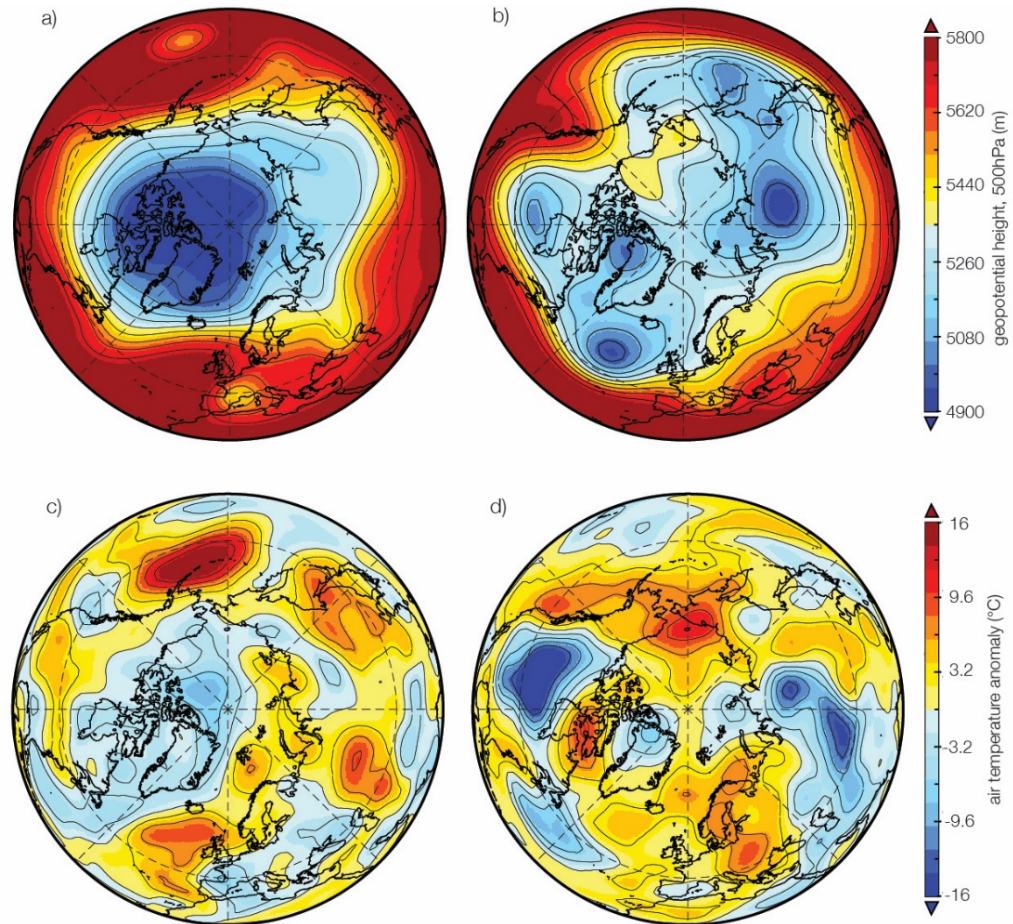 a)
b)
5800
5620
5440
5260
5080
4900
geopotential height, 500hPa (m)
c)
d)
16
9.6
3.2
-3.2
-9.6
-16
air temperature anomaly (°C)